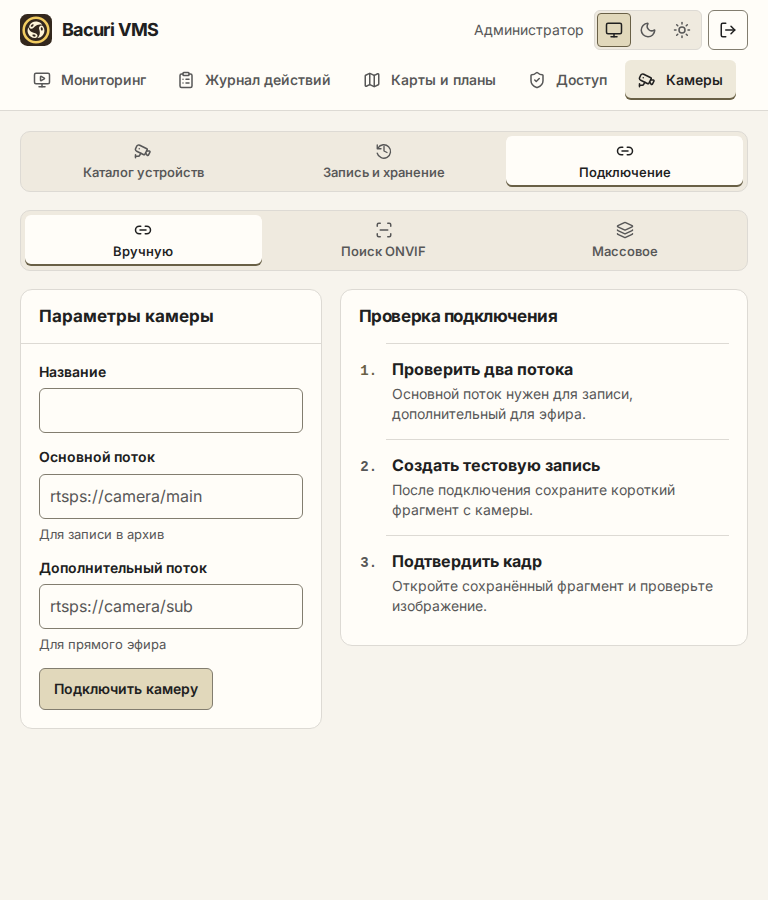 Bacuri VMS
Администратор
Мониторинг
Журнал действий
Карты и планы
Доступ
Камеры
Каталог устройств
Запись и хранение
Подключение
Вручную
Поиск ONVIF
Массовое
Параметры камеры
Название
Основной поток
rtsps://camera/main
Для записи в архив
Дополнительный поток
rtsps://camera/sub
Для прямого эфира
Подключить камеру
Проверка подключения
1. Проверить два потока
Основной поток нужен для записи,
дополнительный для эфира.
2. Создать тестовую запись
После подключения сохраните короткий
фрагмент с камеры.
3. Подтвердить кадр
Откройте сохранённый фрагмент и проверьте
изображение.